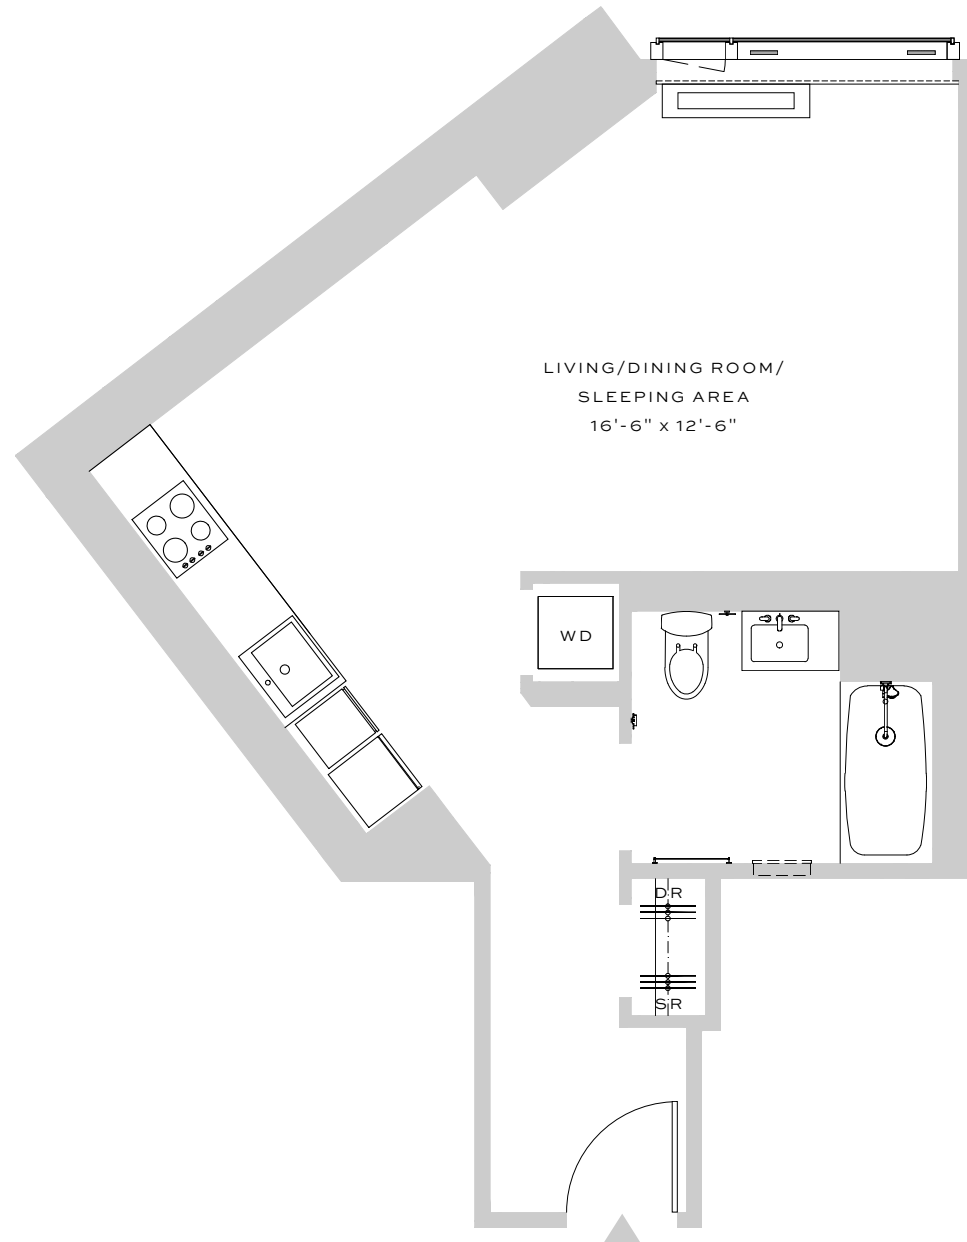 LIVING/DINING ROOM/
SLEEPING AREA
16'-6" x 12'-6"
WD
DR
SR